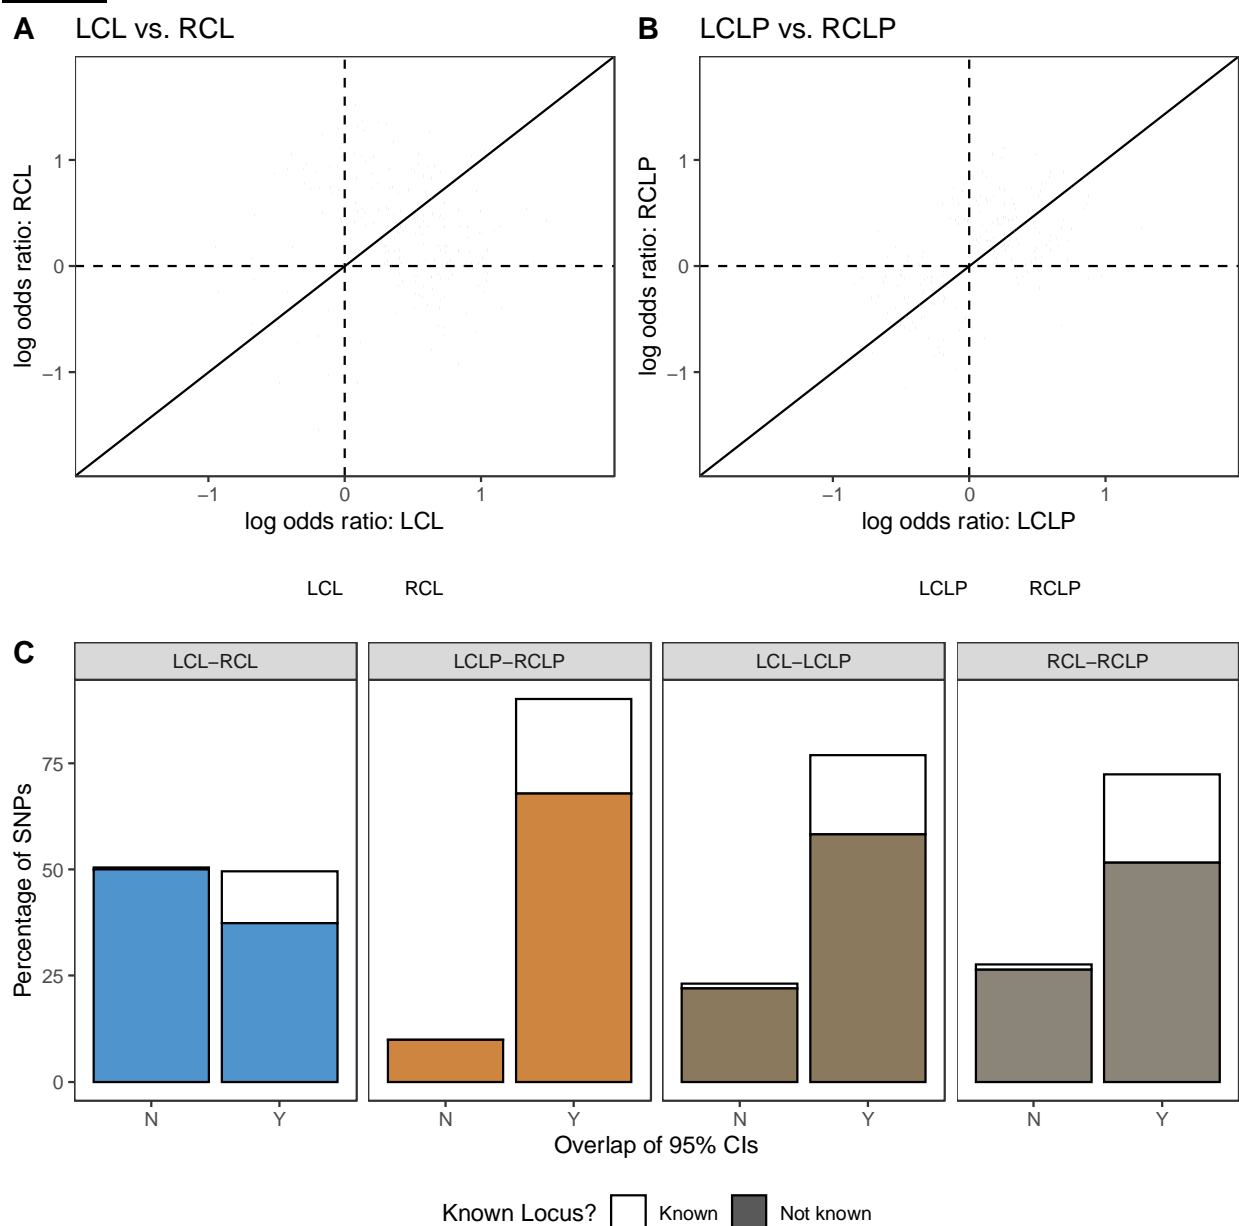 A LCL vs. RCL
log odds ratio: RCL
1
0
−1
−1 0 1
log odds ratio: LCL
LCL RCL
B LCLP vs. RCLP
log odds ratio: RCLP
1
0
−1
−1 0 1
log odds ratio: LCLP
LCLP RCLP
C
LCL−RCL LCLP−RCLP LCL−LCLP RCL−RCLP
Percentage of SNPs
75
50
25
0
N Y N Y N Y N Y
Overlap of 95% CIs
Known Locus? Known Not known